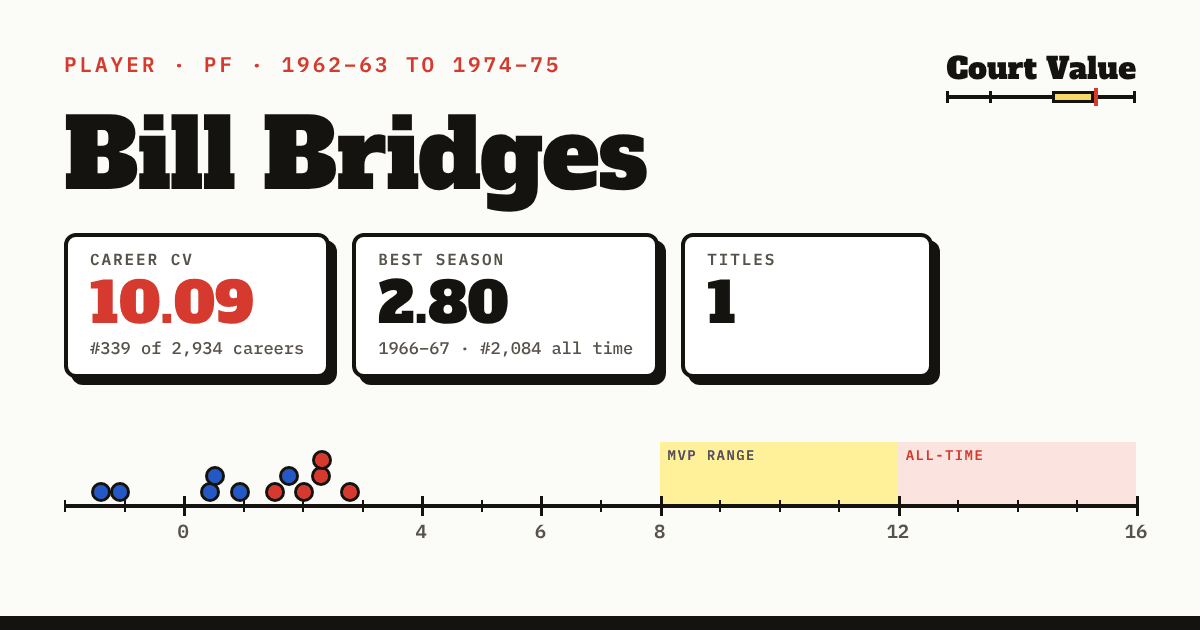 PLAYER · PF · 1962–63 TO 1974–75
Court Value
Bill Bridges
CAREER CV
10.09
#339 of 2,934 careers
BEST SEASON
2.80
1966–67 · #2,084 all time
TITLES
1
MVP RANGE
ALL-TIME
0 4 6 8 12 16